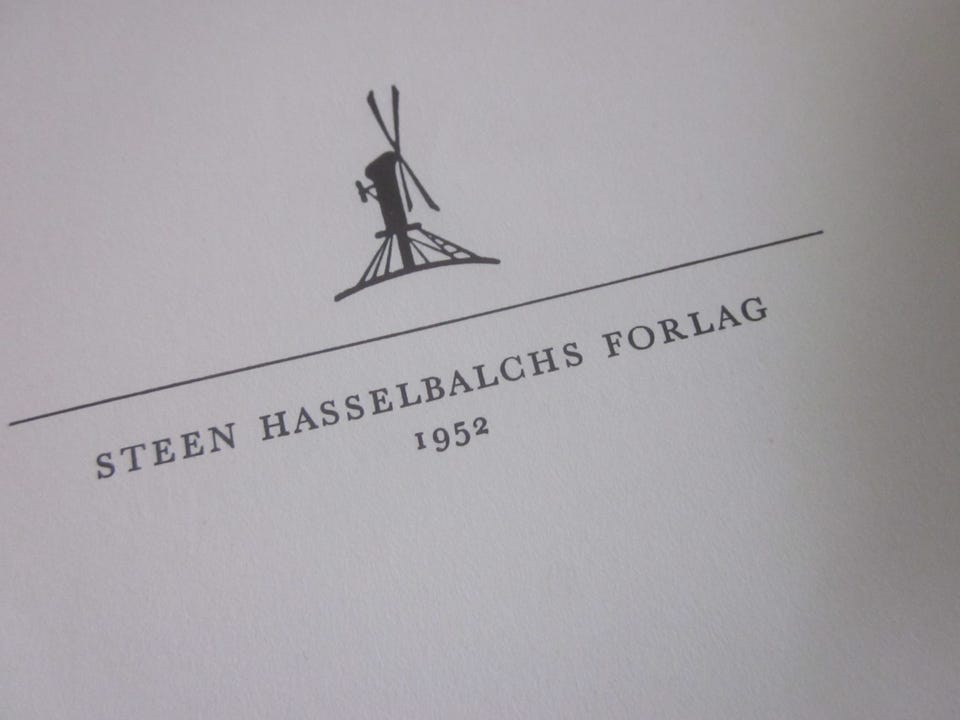 STEEN HASSELBALCHS FORLAG
1952